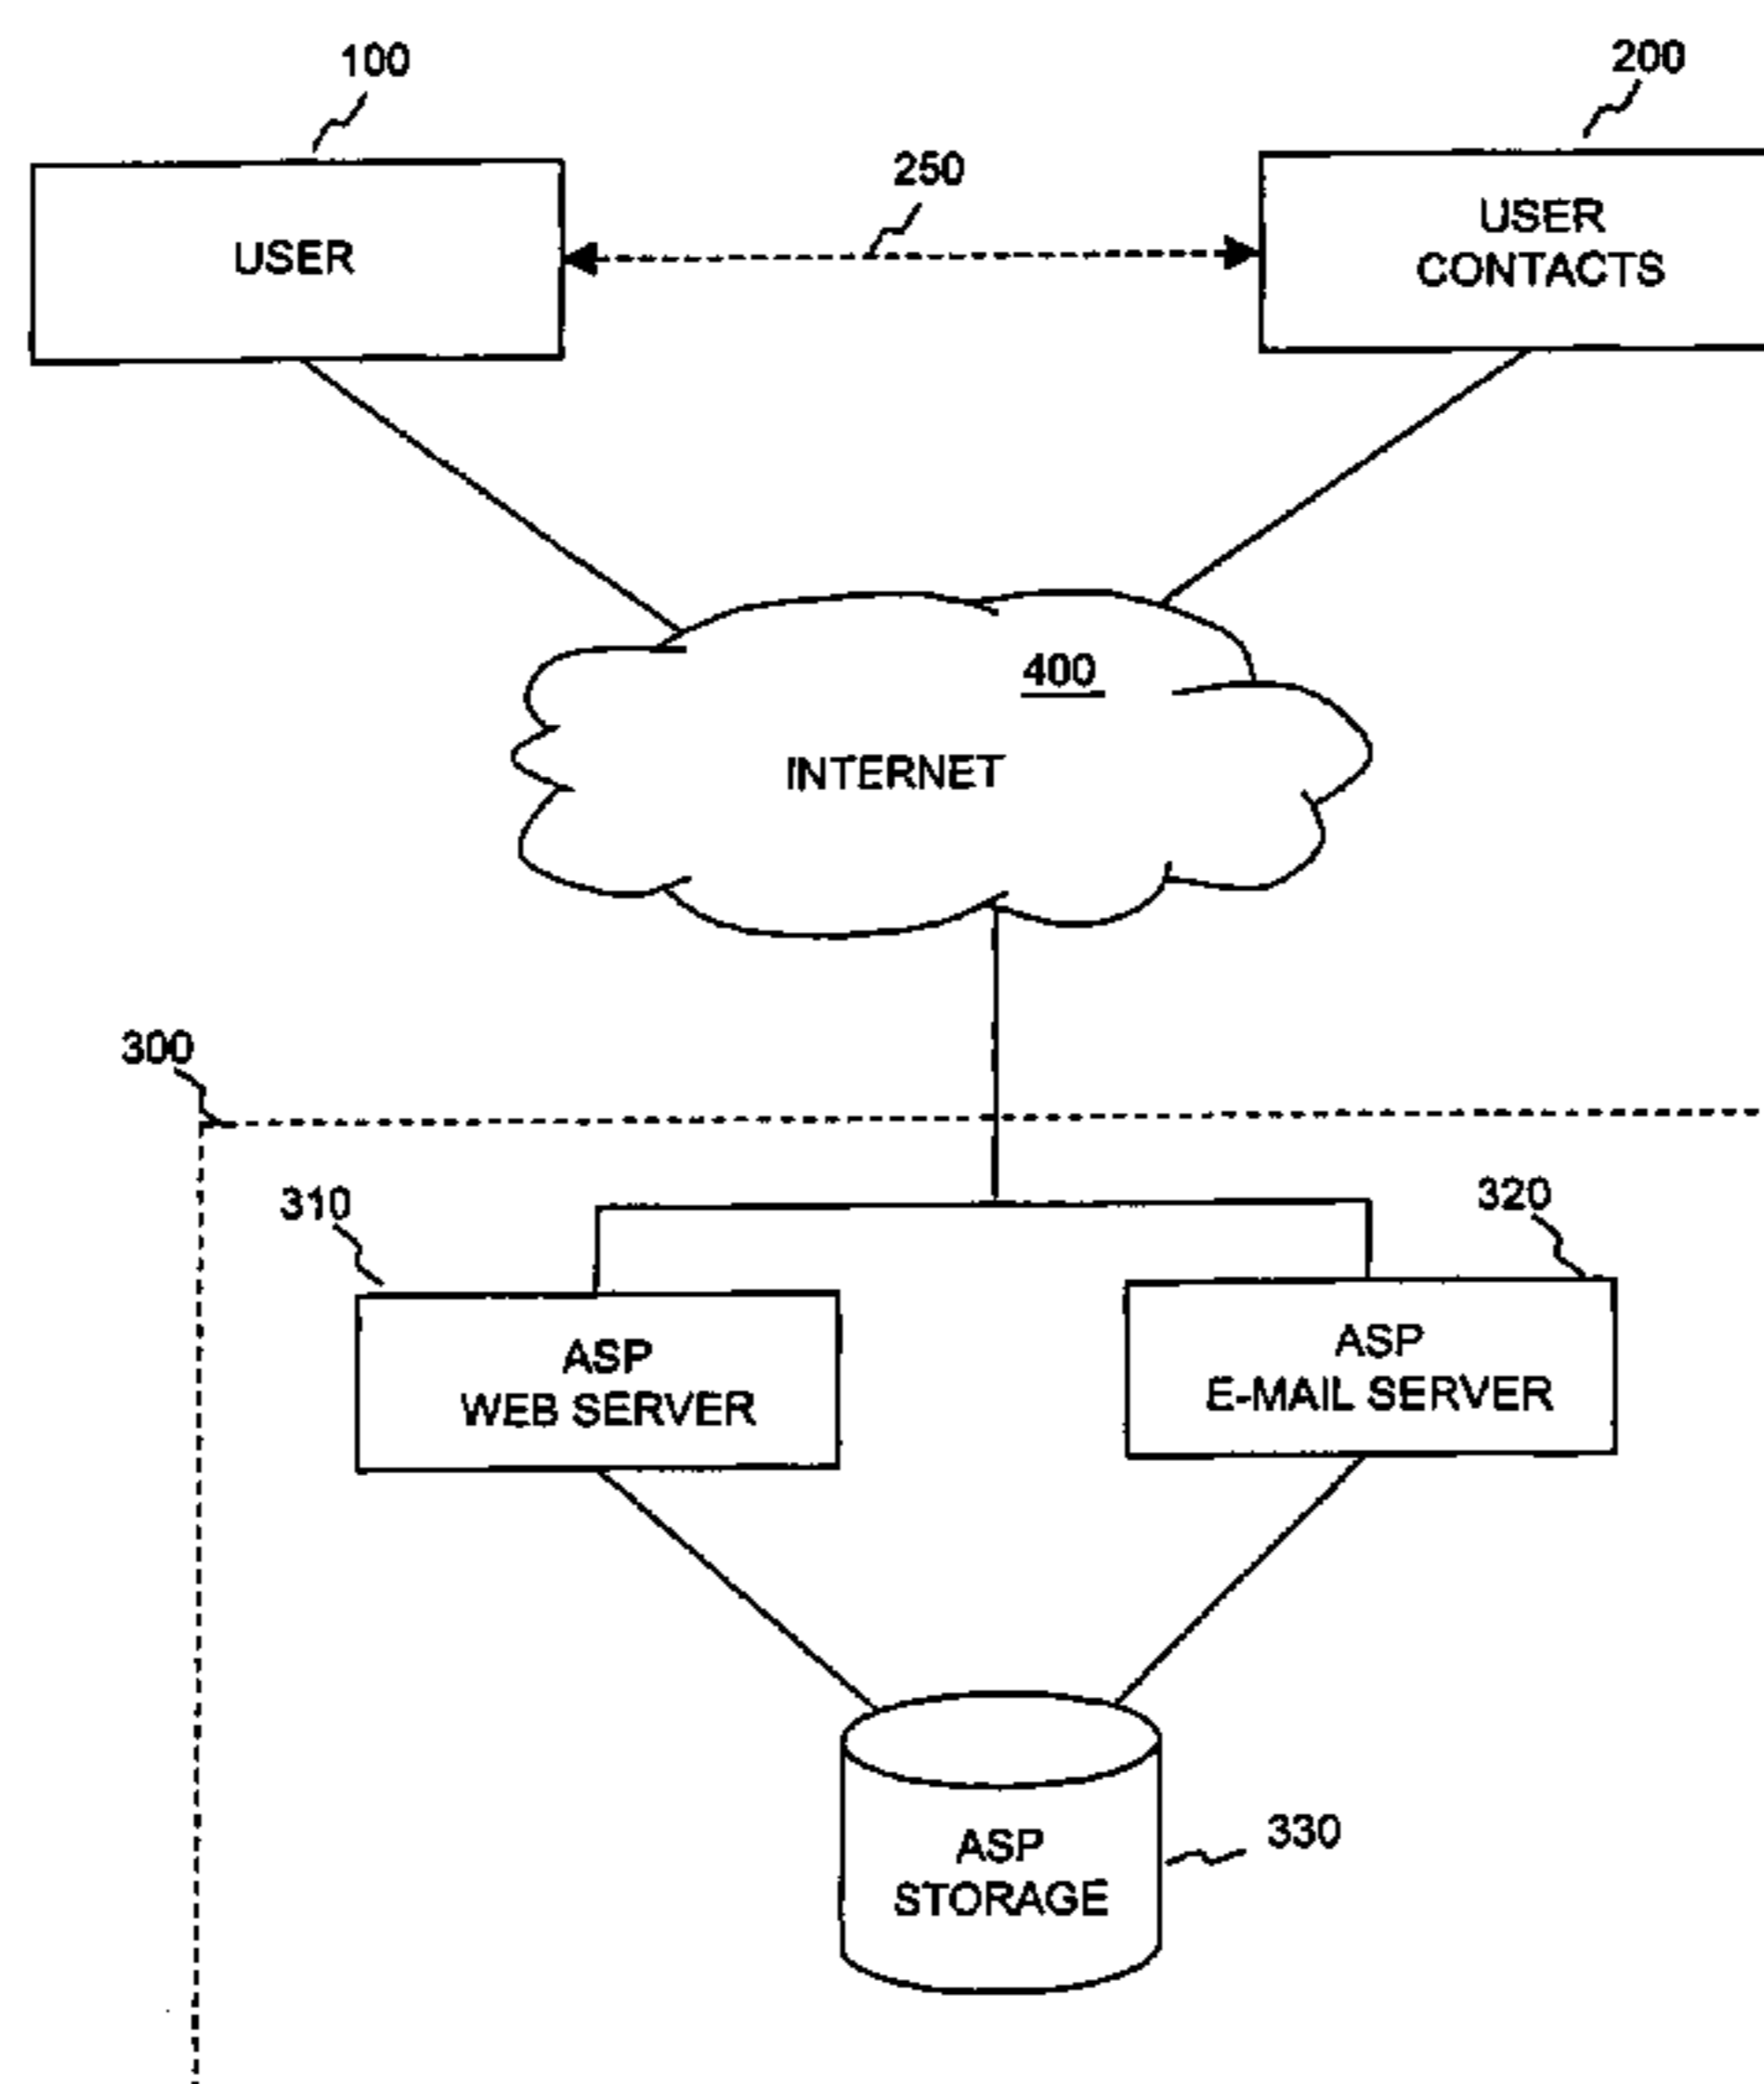 100
200
250
USER
USER
CONTACTS
400
INTERNET
300
310
320
ASP
WEB SERVER
ASP
E-MAIL SERVER
ASP
STORAGE
330